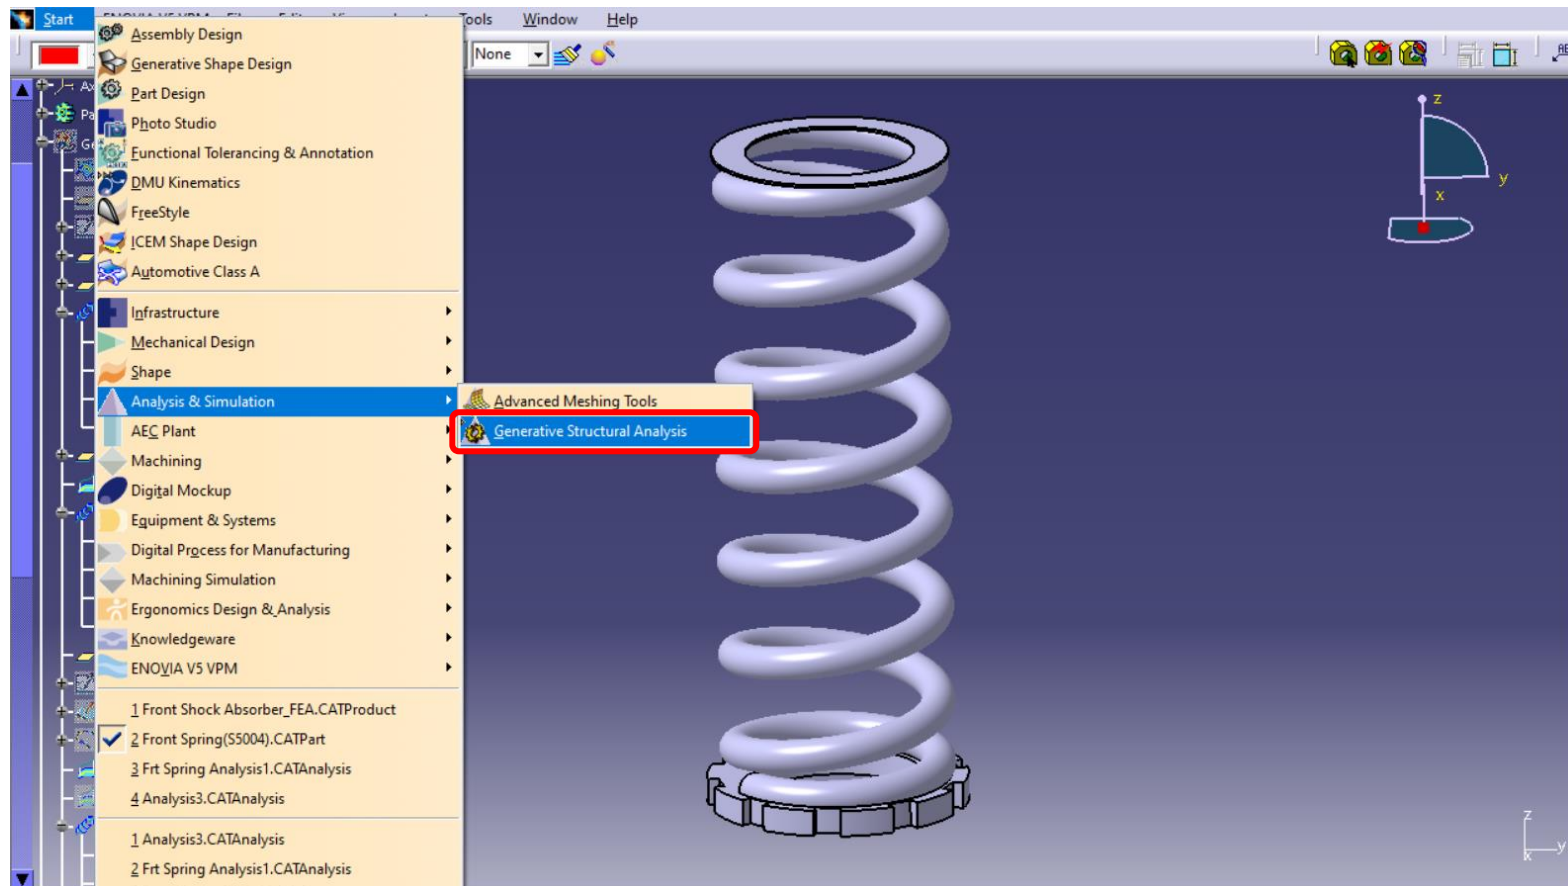 Start
Tools Window Help
None
Assembly Design
Generative Shape Design
Part Design
Photo Studio
Functional Tolerancing & Annotation
DMU Kinematics
FreeStyle
ICEM Shape Design
Automotive Class A
Infrastructure
Mechanical Design
Shape
Analysis & Simulation
Advanced Meshing Tools
Generative Structural Analysis
AEC Plant
Machining
Digital Mockup
Equipment & Systems
Digital Process for Manufacturing
Machining Simulation
Ergonomics Design & Analysis
Knowledgeware
ENOVIA V5 VPM
1 Front Shock Absorber_FEA.CATProduct
2 Front Spring(S5004).CATPart
3 Frt Spring Analysis1.CATAnalysis
4 Analysis3.CATAnalysis
1 Analysis3.CATAnalysis
2 Frt Spring Analysis1.CATAnalysis
z
y
x
z
y
x